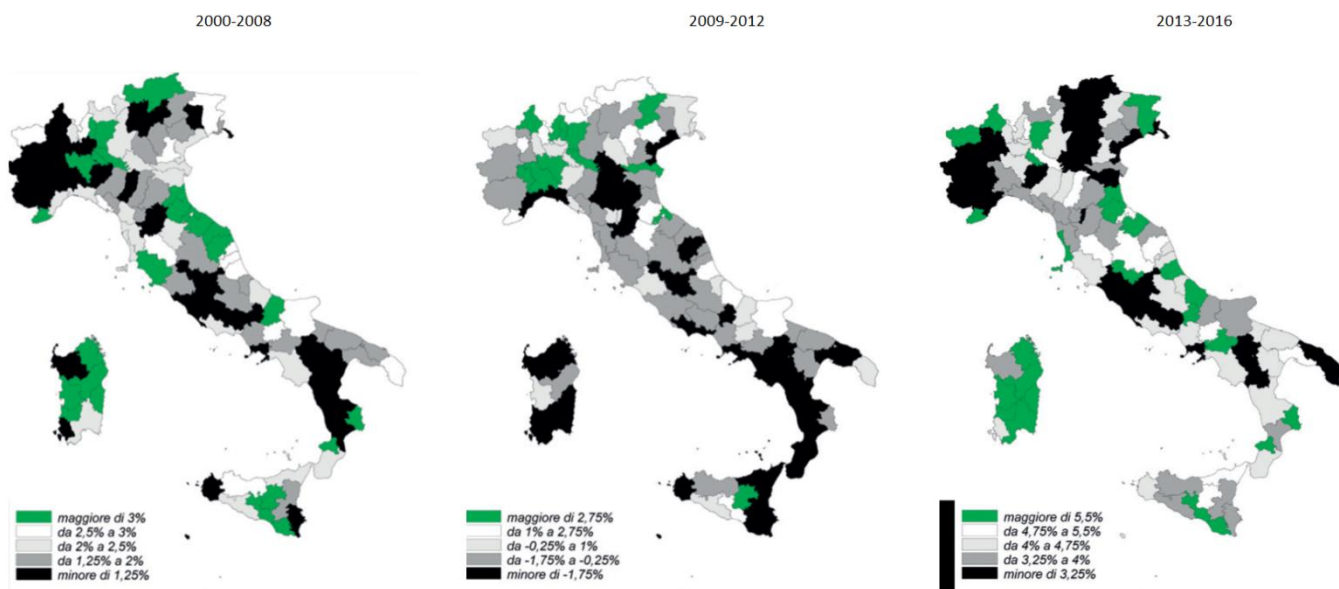 2000-2008
2009-2012
2013-2016
maggiore di 3%
da 2,5% a 3%
da 2% a 2,5%
da 1,25% a 2%
minore di 1,25%
maggiore di 2,75%
da 1% a 2,75%
da -0,25% a 1%
da -1,75% a -0,25%
minore di -1,75%
maggiore di 5,5%
da 4,75% a 5,5%
da 4% a 4,75%
da 3,25% a 4%
minore di 3,25%